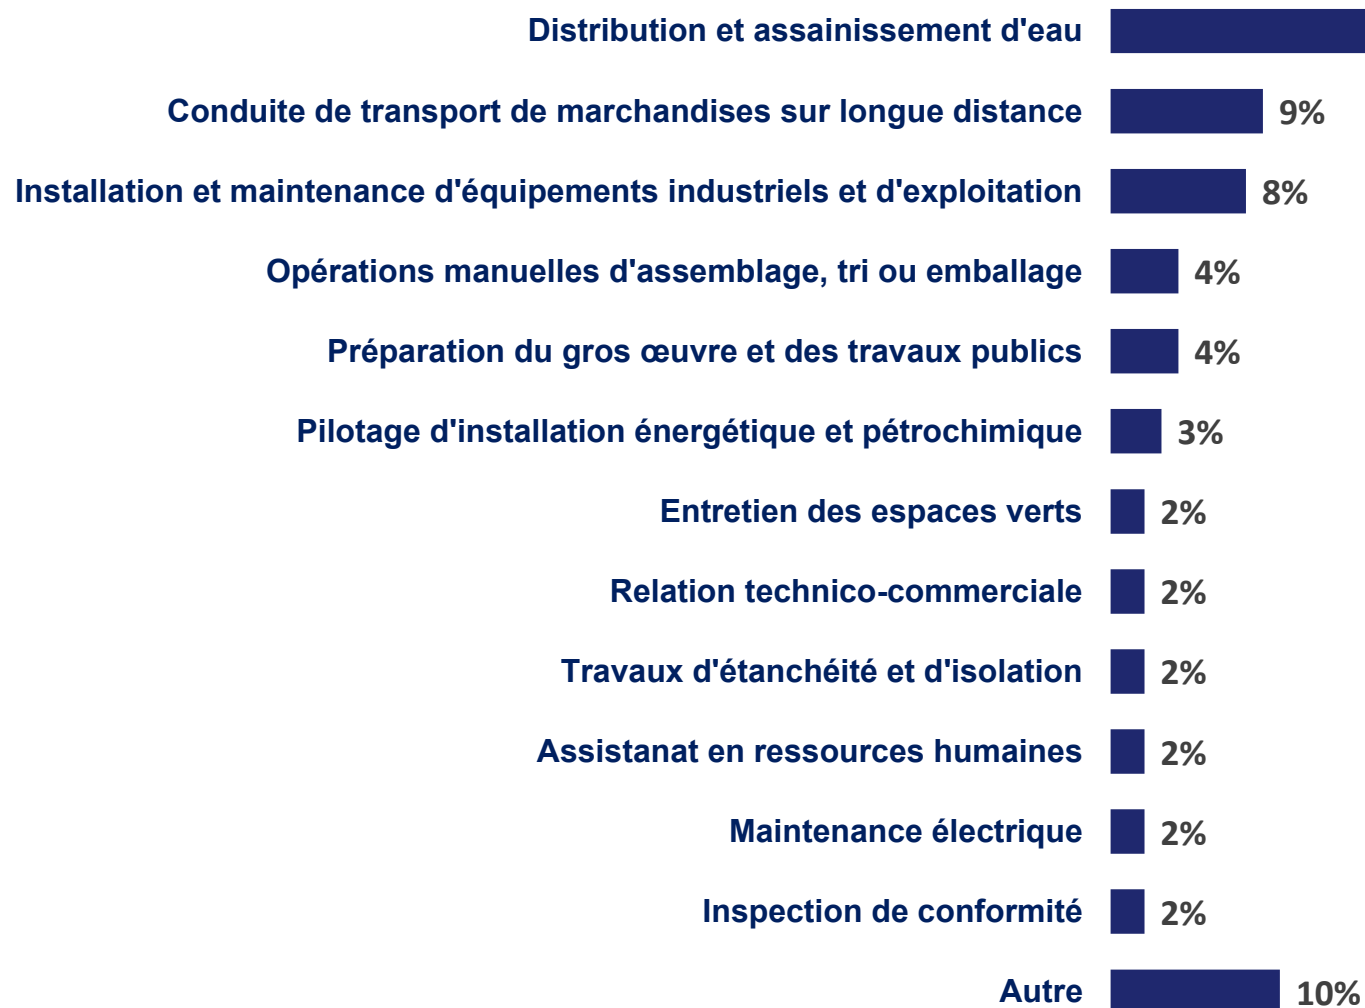 Distribution et assainissement d'eau
Conduite de transport de marchandises sur longue distance 9%
Installation et maintenance d'équipements industriels et d'exploitation 8%
Opérations manuelles d'assemblage, tri ou emballage 4%
Préparation du gros œuvre et des travaux publics 4%
Pilotage d'installation énergétique et pétrochimique 3%
Entretien des espaces verts 2%
Relation technico-commerciale 2%
Travaux d'étanchéité et d'isolation 2%
Assistanat en ressources humaines 2%
Maintenance électrique 2%
Inspection de conformité 2%
Autre 10%